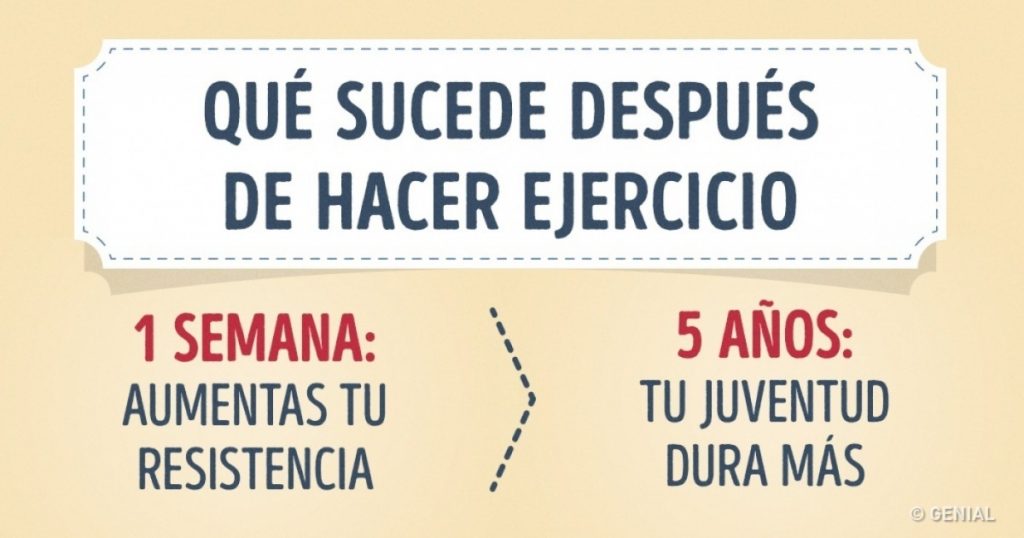 QUÉ SUCEDE DESPUÉS
DE HACER EJERCICIO
1 SEMANA:
AUMENTAS TU
RESISTENCIA
5 AÑOS:
TU JUVENTUD
DURA MÁS
© GENIAL